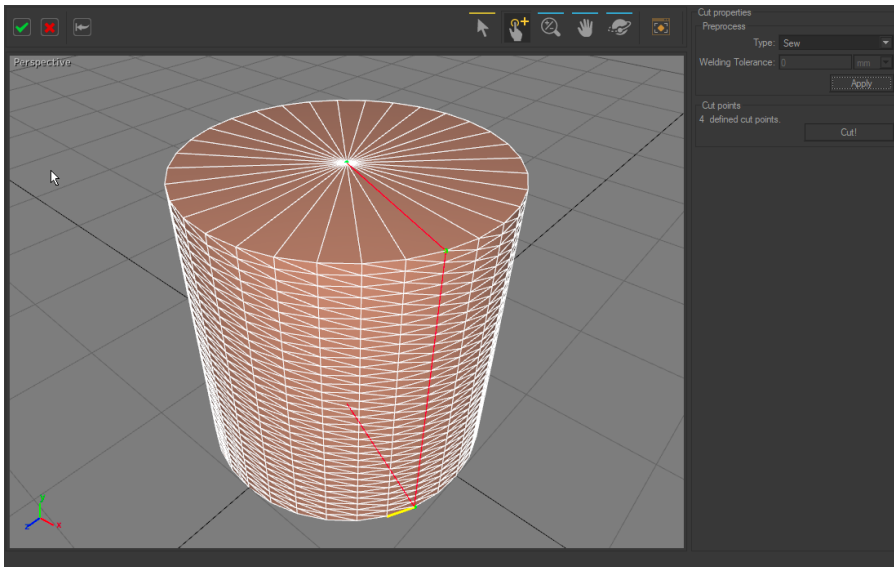 Cut properties
Preprocess
Perspective
Type: Sew
Welding Tolerance: 0 mm
Apply
Cut points
4 defined cut points.
Cut!
z
x